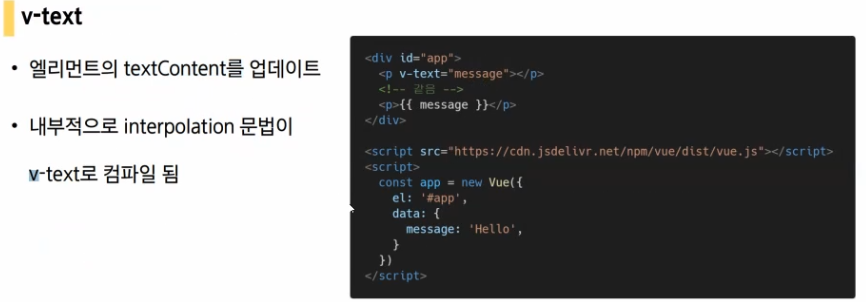 v-text
• 엘리먼트의 textContent를 업데이트
• 내부적으로 interpolation 문법이
v-text로 컴파일 됨
<div id="app">
  <p v-text="message"></p>
  <!-- 같음 -->
  <p>{{ message }}</p>
</div>

<script src="https://cdn.jsdelivr.net/npm/vue/dist/vue.js"></script>
<script>
  const app = new Vue({
    el: '#app',
    data: {
      message: 'Hello',
    }
  })
</script>